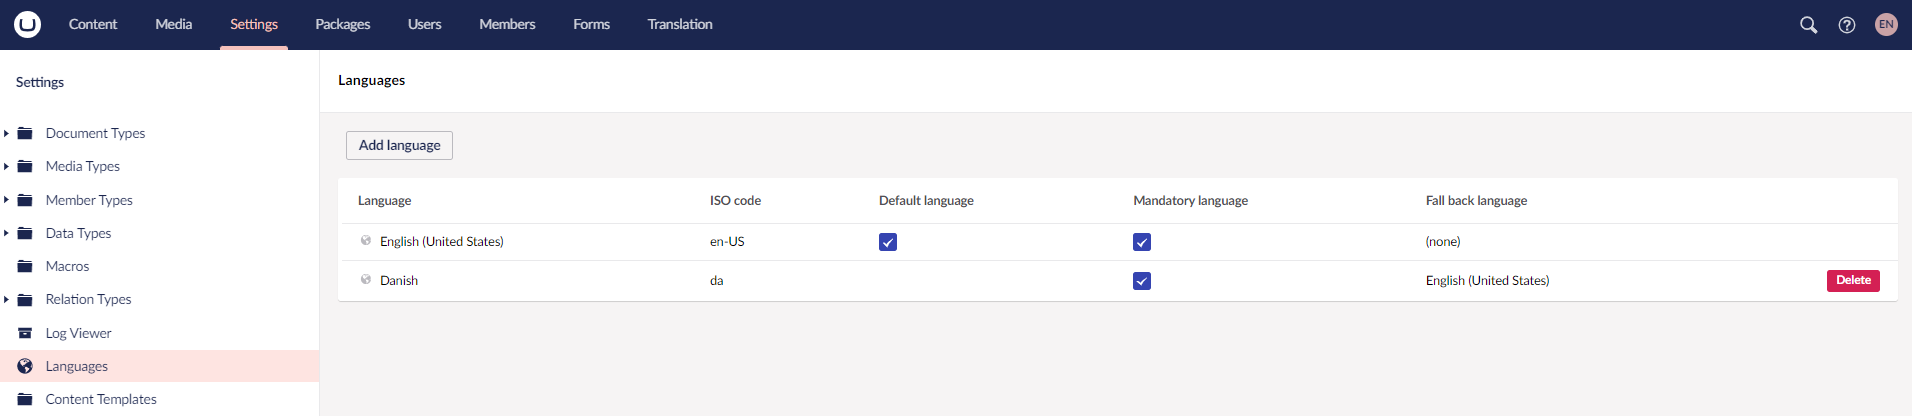 Content Media Settings Packages Users Members Forms Translation EN
Settings
Document Types
Media Types
Member Types
Data Types
Macros
Relation Types
Log Viewer
Languages
Content Templates
Languages
Add language
Language ISO code Default language Mandatory language Fall back language
English (United States) en-US (none)
Danish da English (United States) Delete